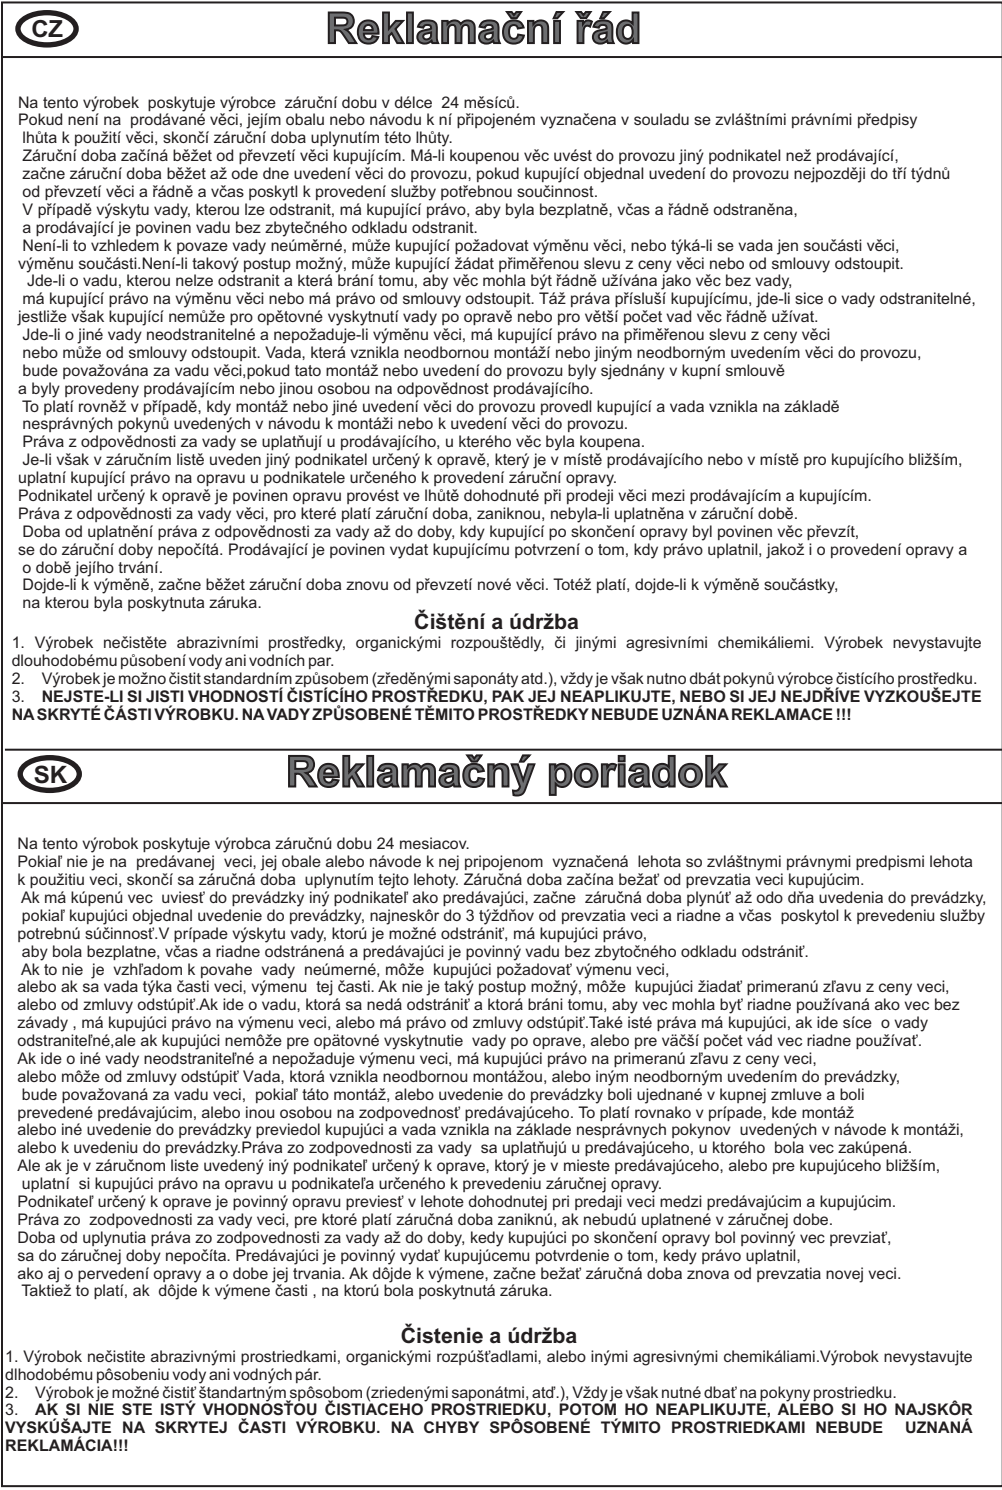 CZ Reklamační řád
Na tento výrobek poskytuje výrobce záruční dobu v délce 24 měsíců.
Pokud není na prodávané věci, jejím obalu nebo návodu k ní připojeném vyznačena v souladu se zvláštními právními předpisy
lhůta k použití věci, skončí záruční doba uplynutím této lhůty.
Záruční doba začíná běžet od převzetí věci kupujícím. Má-li koupenou věc uvést do provozu jiný podnikatel než prodávající,
začne záruční doba běžet až ode dne uvedení věci do provozu, pokud kupující objednal uvedení do provozu nejpozději do tří týdnů
od převzetí věci a řádně a včas poskytl k provedení služby potřebnou součinnost.
V případě výskytu vady, kterou lze odstranit, má kupující právo, aby byla bezplatně, včas a řádně odstraněna,
a prodávající je povinen vadu bez zbytečného odkladu odstranit.
Není-li to vzhledem k povaze vady neúměrné, může kupující požadovat výměnu věci, nebo týká-li se vada jen součásti věci,
výměnu součásti.Není-li takový postup možný, může kupující žádat přiměřenou slevu z ceny věci nebo od smlouvy odstoupit.
Jde-li o vadu, kterou nelze odstranit a která brání tomu, aby věc mohla být řádně užívána jako věc bez vady,
má kupující právo na výměnu věci nebo má právo od smlouvy odstoupit. Táž práva přísluší kupujícímu, jde-li sice o vady odstranitelné,
jestliže však kupující nemůže pro opětovné vyskytnutí vady po opravě nebo pro větší počet vad věc řádně užívat.
Jde-li o jiné vady neodstranitelné a nepožaduje-li výměnu věci, má kupující právo na přiměřenou slevu z ceny věci
nebo může od smlouvy odstoupit. Vada, která vznikla neodbornou montáží nebo jiným neodborným uvedením věci do provozu,
bude považována za vadu věci,pokud tato montáž nebo uvedení do provozu byly sjednány v kupní smlouvě
a byly provedeny prodávajícím nebo jinou osobou na odpovědnost prodávajícího.
To platí rovněž v případě, kdy montáž nebo jiné uvedení věci do provozu provedl kupující a vada vznikla na základě
nesprávných pokynů uvedených v návodu k montáži nebo k uvedení věci do provozu.
Práva z odpovědnosti za vady se uplatňují u prodávajícího, u kterého věc byla koupena.
Je-li však v záručním listě uveden jiný podnikatel určený k opravě, který je v místě prodávajícího nebo v místě pro kupujícího bližším,
uplatní kupující právo na opravu u podnikatele určeného k provedení záruční opravy.
Podnikatel určený k opravě je povinen opravu provést ve lhůtě dohodnuté při prodeji věci mezi prodávajícím a kupujícím.
Práva z odpovědnosti za vady věci, pro které platí záruční doba, zaniknou, nebyla-li uplatněna v záruční době.
Doba od uplatnění práva z odpovědnosti za vady až do doby, kdy kupující po skončení opravy byl povinen věc převzít,
se do záruční doby nepočítá. Prodávající je povinen vydat kupujícímu potvrzení o tom, kdy právo uplatnil, jakož i o provedení opravy a
o době jejího trvání.
Dojde-li k výměně, začne běžet záruční doba znovu od převzetí nové věci. Totéž platí, dojde-li k výměně součástky,
na kterou byla poskytnuta záruka.
Čištění a údržba
1. Výrobek nečistěte abrazivními prostředky, organickými rozpouštědly, či jinými agresivními chemikáliemi. Výrobek nevystavujte
dlouhodobému působení vody ani vodních par.
2. Výrobek je možno čistit standardním způsobem (zředěnými saponáty atd.), vždy je však nutno dbát pokynů výrobce čistícího prostředku.
3. NEJSTE-LI SI JISTI VHODNOSTÍ ČISTÍCÍHO PROSTŘEDKU, PAK JEJ NEAPLIKUJTE, NEBO SI JEJ NEJDŘÍVE VYZKOUŠEJTE
NA SKRYTÉ ČÁSTI VÝROBKU. NA VADY ZPŮSOBENÉ TĚMITO PROSTŘEDKY NEBUDE UZNÁNA REKLAMACE !!!
SK Reklamačný poriadok
Na tento výrobok poskytuje výrobca záručnú dobu 24 mesiacov.
Pokiaľ nie je na predávanej veci, jej obale alebo návode k nej pripojenom vyznačená lehota so zvláštnymi právnymi predpismi lehota
k použitiu veci, skončí sa záručná doba uplynutím tejto lehoty. Záručná doba začína bežať od prevzatia veci kupujúcim.
Ak má kúpenú vec uviesť do prevádzky iný podnikateľ ako predávajúci, začne záručná doba plynúť až odo dňa uvedenia do prevádzky,
pokiaľ kupujúci objednal uvedenie do prevádzky, najneskôr do 3 týždňov od prevzatia veci a riadne a včas poskytol k prevedeniu služby
potrebnú súčinnosť.V prípade výskytu vady, ktorú je možné odstrániť, má kupujúci právo,
aby bola bezplatne, včas a riadne odstránená a predávajúci je povinný vadu bez zbytočného odkladu odstrániť.
Ak to nie je vzhľadom k povahe vady neúmerné, môže kupujúci požadovať výmenu veci,
alebo ak sa vada týka časti veci, výmenu tej časti. Ak nie je taký postup možný, môže kupujúci žiadať primeranú zľavu z ceny veci,
alebo od zmluvy odstúpiť.Ak ide o vadu, ktorá sa nedá odstrániť a ktorá bráni tomu, aby vec mohla byť riadne používaná ako vec bez
závady , má kupujúci právo na výmenu veci, alebo má právo od zmluvy odstúpiť.Také isté práva má kupujúci, ak ide síce o vady
odstraniteľné,ale ak kupujúci nemôže pre opätovné vyskytnutie vady po oprave, alebo pre väčší počet vád vec riadne používať.
Ak ide o iné vady neodstraniteľné a nepožaduje výmenu veci, má kupujúci právo na primeranú zľavu z ceny veci,
alebo môže od zmluvy odstúpiť Vada, ktorá vznikla neodbornou montážou, alebo iným neodborným uvedením do prevádzky,
bude považovaná za vadu veci, pokiaľ táto montáž, alebo uvedenie do prevádzky boli ujednané v kupnej zmluve a boli
prevedené predávajúcim, alebo inou osobou na zodpovednosť predávajúceho. To platí rovnako v prípade, kde montáž
alebo iné uvedenie do prevádzky previedol kupujúci a vada vznikla na základe nesprávnych pokynov uvedených v návode k montáži,
alebo k uvedeniu do prevádzky.Práva zo zodpovednosti za vady sa uplatňujú u predávajúceho, u ktorého bola vec zakúpená.
Ale ak je v záručnom liste uvedený iný podnikateľ určený k oprave, ktorý je v mieste predávajúceho, alebo pre kupujúceho bližším,
uplatní si kupujúci právo na opravu u podnikateľa určeného k prevedeniu záručnej opravy.
Podnikateľ určený k oprave je povinný opravu previesť v lehote dohodnutej pri predaji veci medzi predávajúcim a kupujúcim.
Práva zo zodpovednosti za vady veci, pre ktoré platí záručná doba zaniknú, ak nebudú uplatnené v záručnej dobe.
Doba od uplynutia práva zo zodpovednosti za vady až do doby, kedy kupujúci po skončení opravy bol povinný vec prevziať,
sa do záručnej doby nepočíta. Predávajúci je povinný vydať kupujúcemu potvrdenie o tom, kedy právo uplatnil,
ako aj o pervedení opravy a o dobe jej trvania. Ak dôjde k výmene, začne bežať záručná doba znova od prevzatia novej veci.
Taktiež to platí, ak dôjde k výmene časti , na ktorú bola poskytnutá záruka.
Čistenie a údržba
1. Výrobok nečistite abrazivnými prostriedkami, organickými rozpúšťadlami, alebo inými agresivnými chemikáliami.Výrobok nevystavujte
dlhodobému pôsobeniu vody ani vodných pár.
2. Výrobok je možné čistiť štandartným spôsobom (zriedenými saponátmi, atď.), Vždy je však nutné dbať na pokyny prostriedku.
3. AK SI NIE STE ISTÝ VHODNOSŤOU ČISTIACEHO PROSTRIEDKU, POTOM HO NEAPLIKUJTE, ALEBO SI HO NAJSKÔR
VYSKÚŠAJTE NA SKRYTEJ ČASTI VÝROBKU. NA CHYBY SPÔSOBENÉ TÝMITO PROSTRIEDKAMI NEBUDE UZNANÁ
REKLAMÁCIA!!!